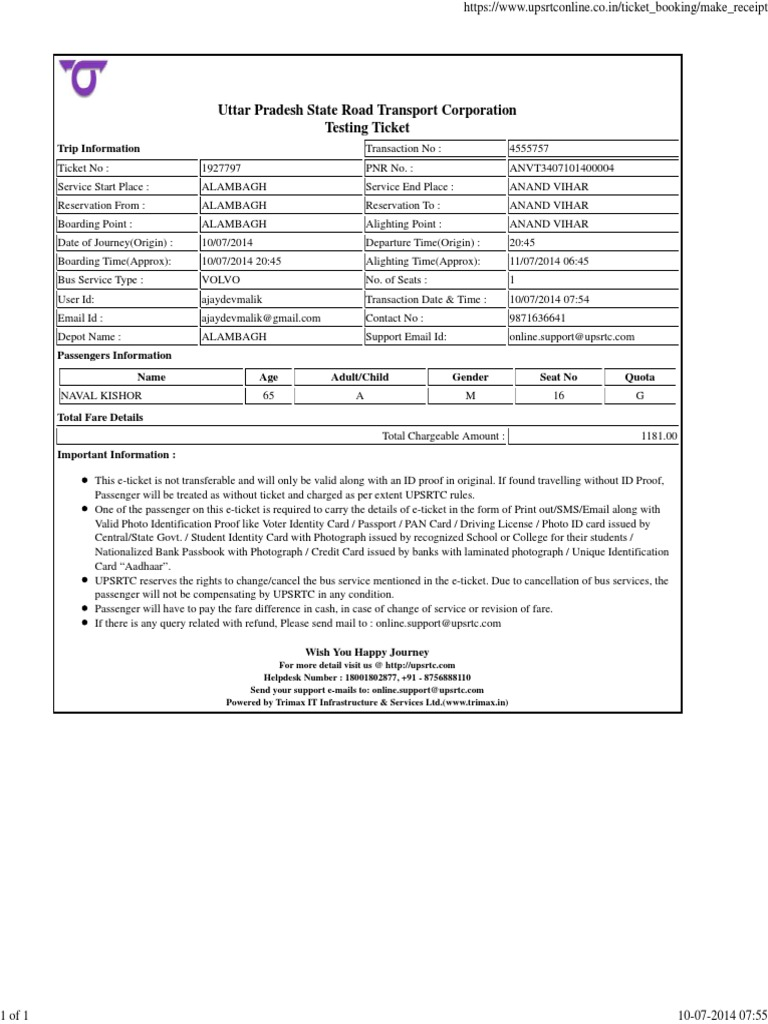 https://www.upsrtconline.co.in/ticket_booking/make_receipt
Uttar Pradesh State Road Transport Corporation
Testing Ticket
Trip Information Transaction No : 4555757
Ticket No : 1927797 PNR No. : ANVT3407101400004
Service Start Place : ALAMBAGH Service End Place : ANAND VIHAR
Reservation From : ALAMBAGH Reservation To : ANAND VIHAR
Boarding Point : ALAMBAGH Alighting Point : ANAND VIHAR
Date of Journey(Origin) : 10/07/2014 Departure Time(Origin) : 20:45
Boarding Time(Approx): 10/07/2014 20:45 Alighting Time(Approx): 11/07/2014 06:45
Bus Service Type : VOLVO No. of Seats : 1
User Id: ajaydevmalik Transaction Date & Time : 10/07/2014 07:54
Email Id : ajaydevmalik@gmail.com Contact No : 9871636641
Depot Name : ALAMBAGH Support Email Id: online.support@upsrtc.com
Passengers Information
Name Age Adult/Child Gender Seat No Quota
NAVAL KISHOR 65 A M 16 G
Total Fare Details
Total Chargeable Amount : 1181.00
Important Information :
● This e-ticket is not transferable and will only be valid along with an ID proof in original. If found travelling without ID Proof,
Passenger will be treated as without ticket and charged as per extent UPSRTC rules.
● One of the passenger on this e-ticket is required to carry the details of e-ticket in the form of Print out/SMS/Email along with
Valid Photo Identification Proof like Voter Identity Card / Passport / PAN Card / Driving License / Photo ID card issued by
Central/State Govt. / Student Identity Card with Photograph issued by recognized School or College for their students /
Nationalized Bank Passbook with Photograph / Credit Card issued by banks with laminated photograph / Unique Identification
Card “Aadhaar”.
● UPSRTC reserves the rights to change/cancel the bus service mentioned in the e-ticket. Due to cancellation of bus services, the
passenger will not be compensating by UPSRTC in any condition.
● Passenger will have to pay the fare difference in cash, in case of change of service or revision of fare.
● If there is any query related with refund, Please send mail to : online.support@upsrtc.com
Wish You Happy Journey
For more detail visit us @ http://upsrtc.com
Helpdesk Number : 18001802877, +91 - 8756888110
Send your support e-mails to: online.support@upsrtc.com
Powered by Trimax IT Infrastructure & Services Ltd.(www.trimax.in)
1 of 1 10-07-2014 07:55